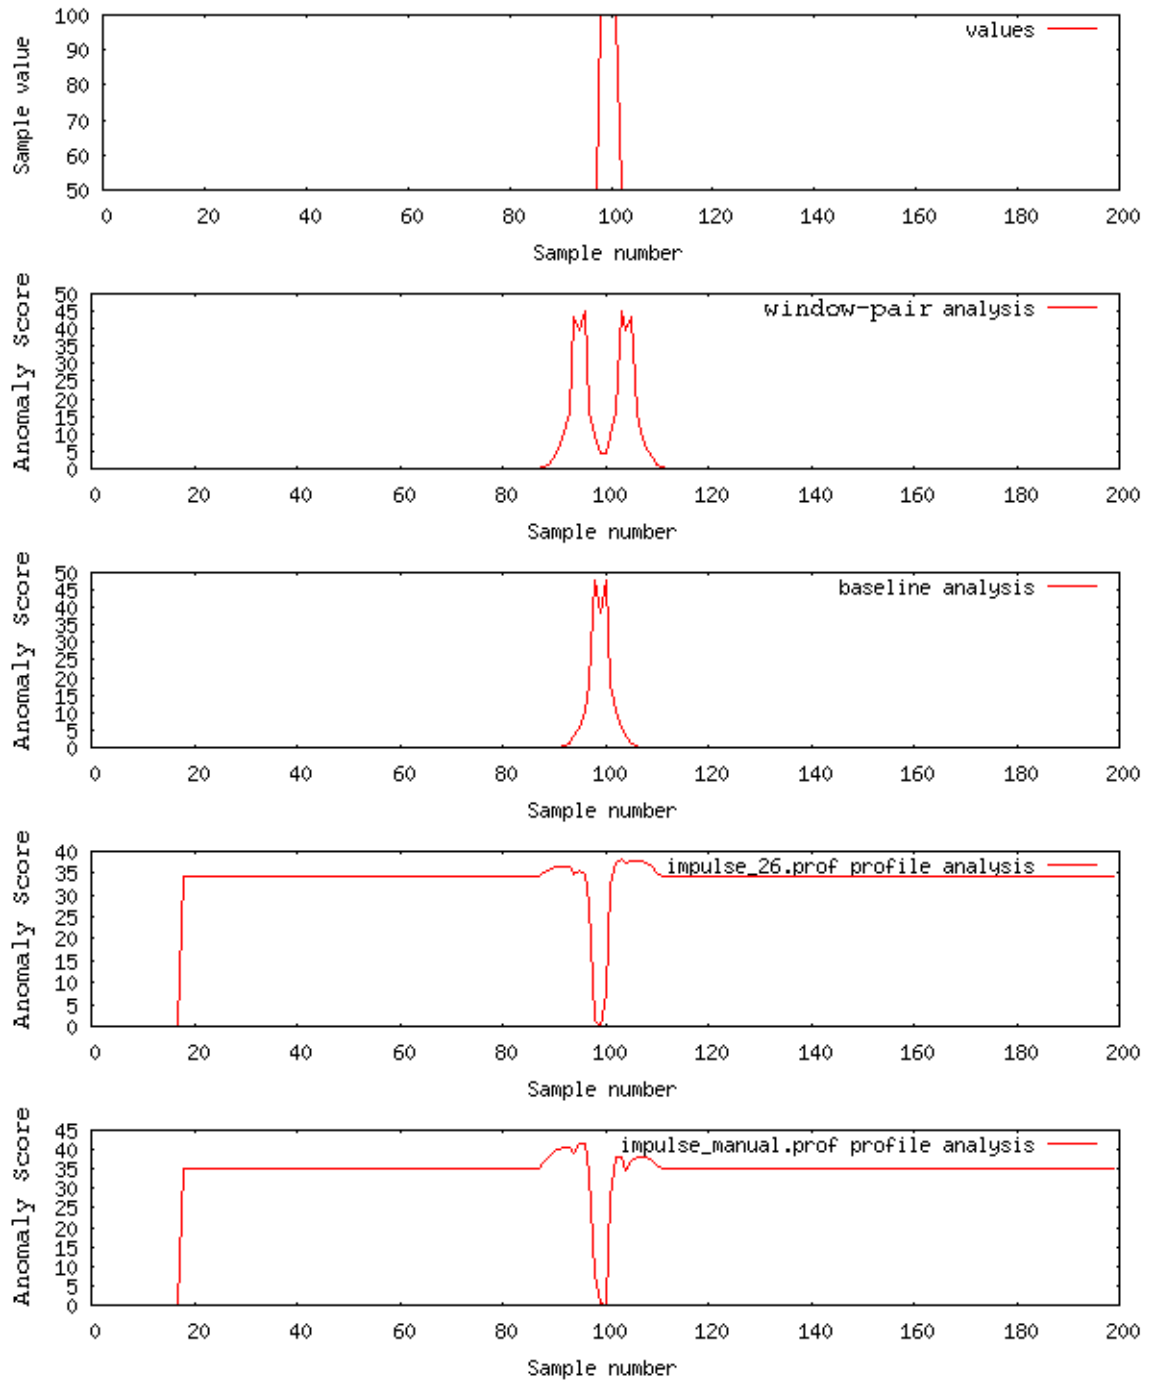 values
Sample value
100
90
80
70
60
50
0 20 40 60 80 100 120 140 160 180 200
Sample number
window-pair analysis
Anomaly Score
50
45
40
35
30
25
20
15
10
5
0
0 20 40 60 80 100 120 140 160 180 200
Sample number
baseline analysis
Anomaly Score
50
45
40
35
30
25
20
15
10
5
0
0 20 40 60 80 100 120 140 160 180 200
Sample number
impulse_26.prof profile analysis
Anomaly Score
40
35
30
25
20
15
10
5
0
0 20 40 60 80 100 120 140 160 180 200
Sample number
impulse_manual.prof profile analysis
Anomaly Score
45
40
35
30
25
20
15
10
5
0
0 20 40 60 80 100 120 140 160 180 200
Sample number